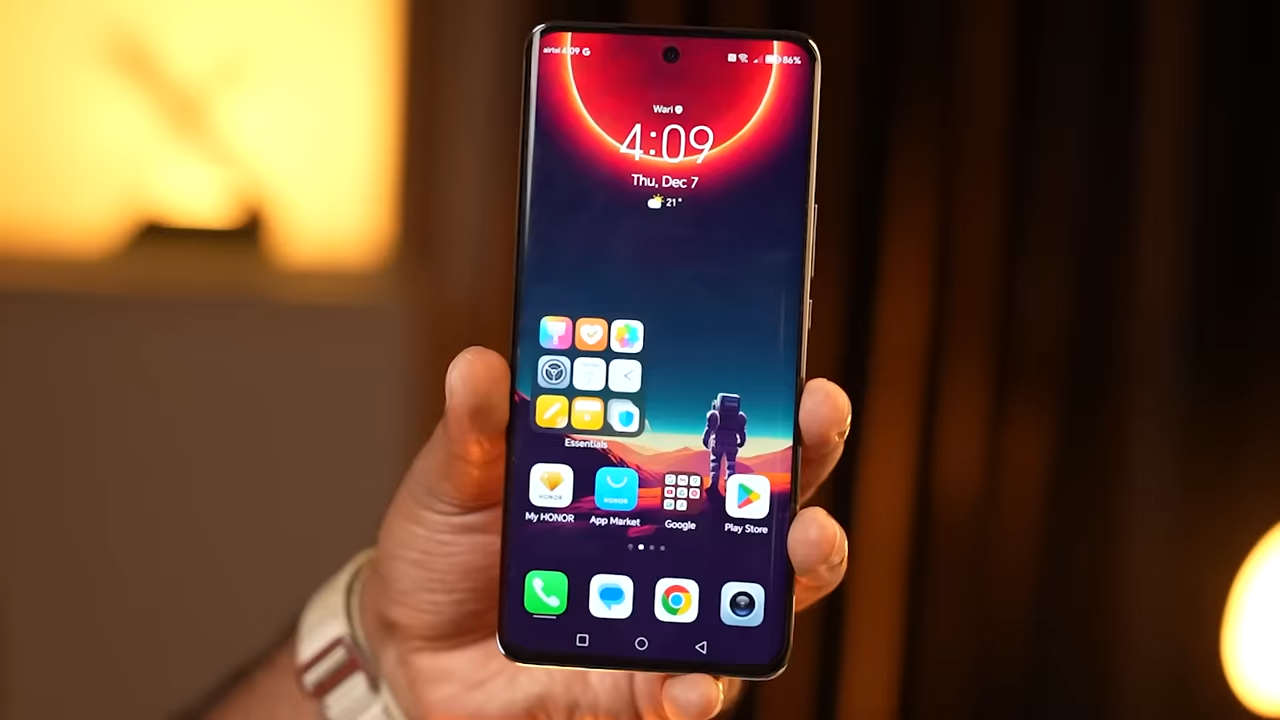 airtel 4:09 G
86%
Wari
4:09
Thu, Dec 7
21°
Essentials
HONOR
HONOR
My HONOR
App Market
Google
Play Store